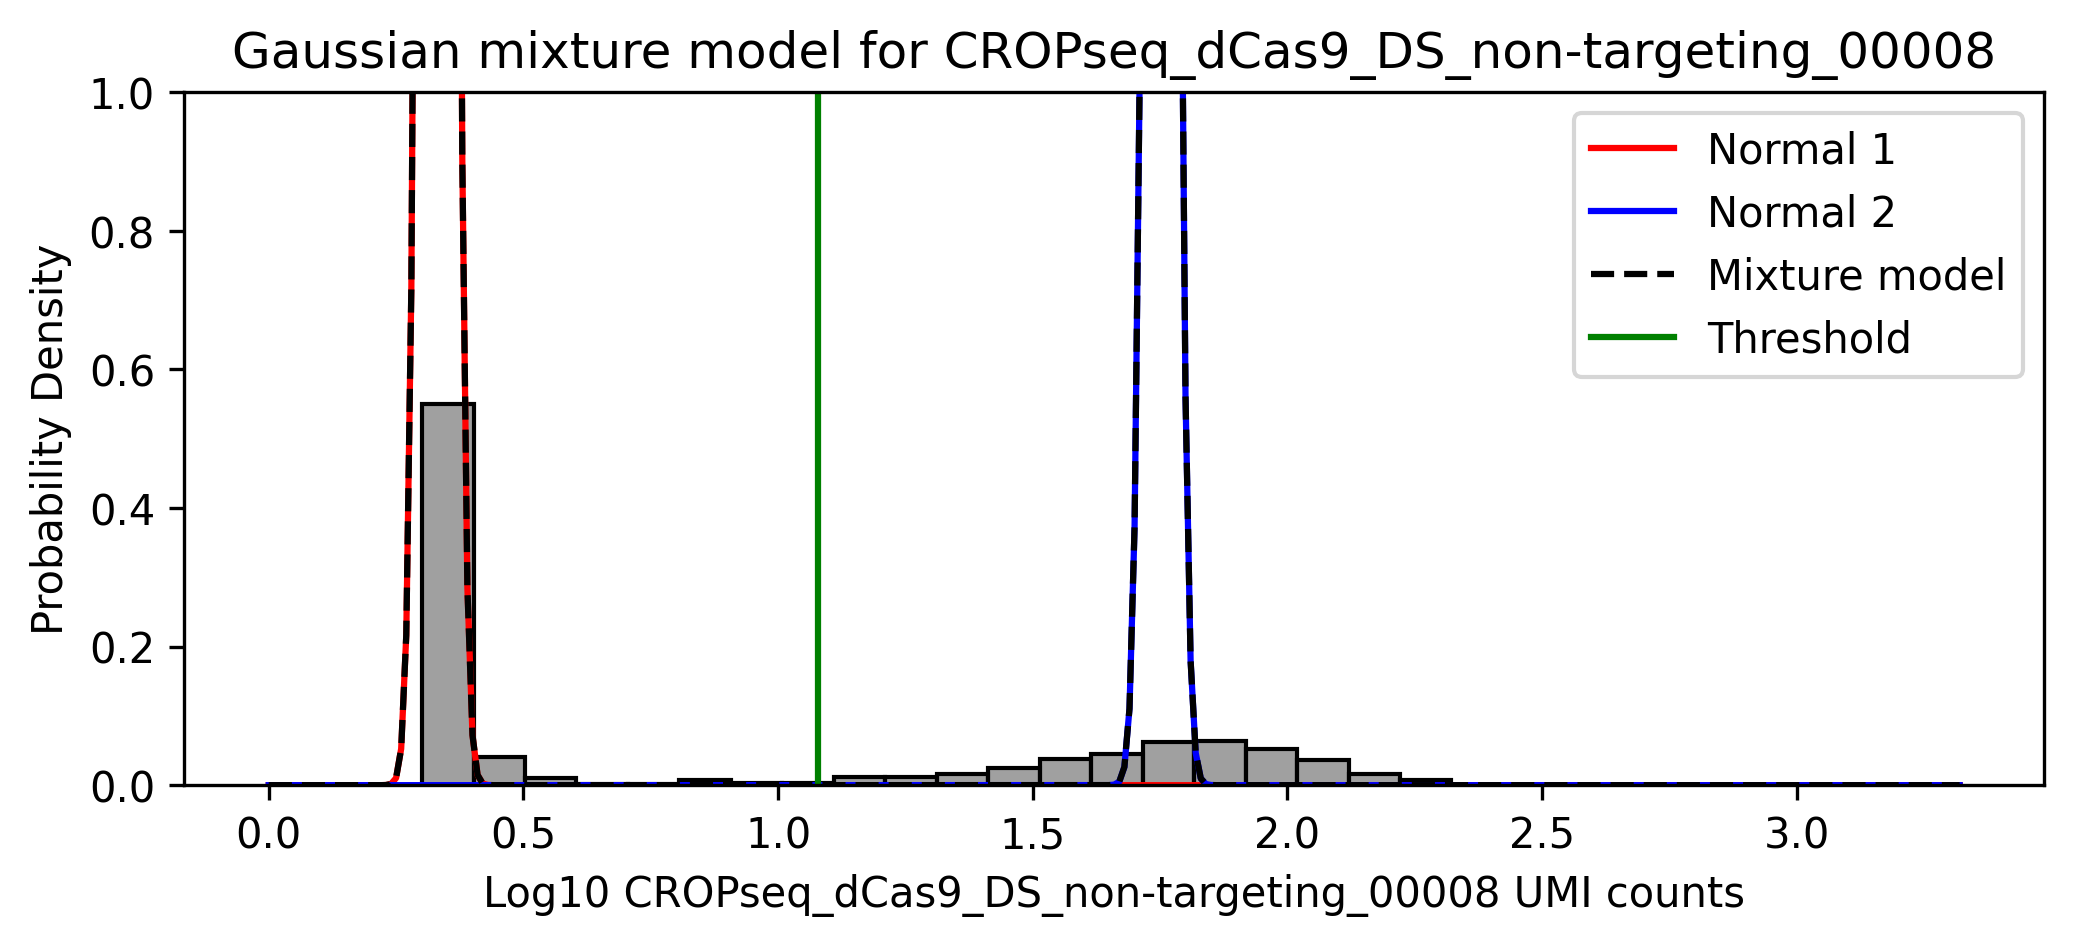 Gaussian mixture model for CROPseq_dCas9_DS_non-targeting_00008
1.0
0.8
0.6
0.4
0.2
0.0
Probability Density
Normal 1
Normal 2
Mixture model
Threshold
0.0 0.5 1.0 1.5 2.0 2.5 3.0
Log10 CROPseq_dCas9_DS_non-targeting_00008 UMI counts